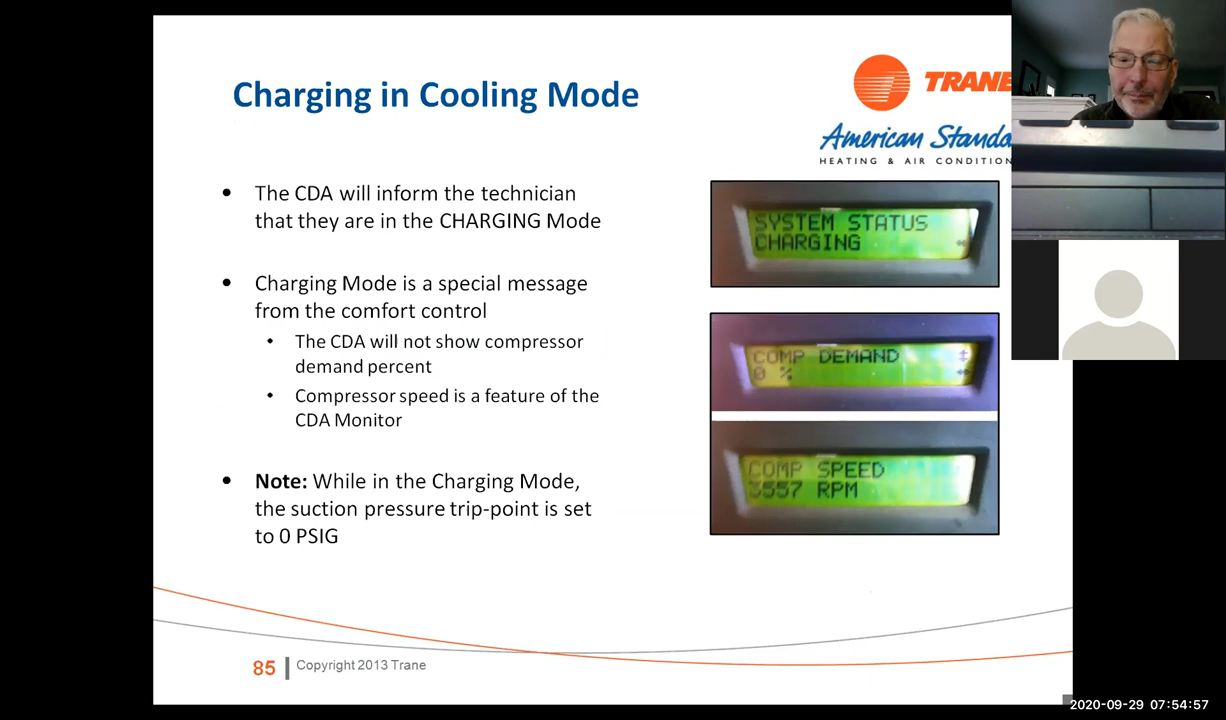 Charging in Cooling Mode
TRANE
American Standa
HEATING & AIR CONDITION
• The CDA will inform the technician
that they are in the CHARGING Mode
• Charging Mode is a special message
from the comfort control
• The CDA will not show compressor
demand percent
• Compressor speed is a feature of the
CDA Monitor
• Note: While in the Charging Mode,
the suction pressure trip-point is set
to 0 PSIG
SYSTEM STATUS
CHARGING
COMP DEMAND
0 %
COMP SPEED
3557 RPM
85 | Copyright 2013 Trane
2020-09-29 07:54:57